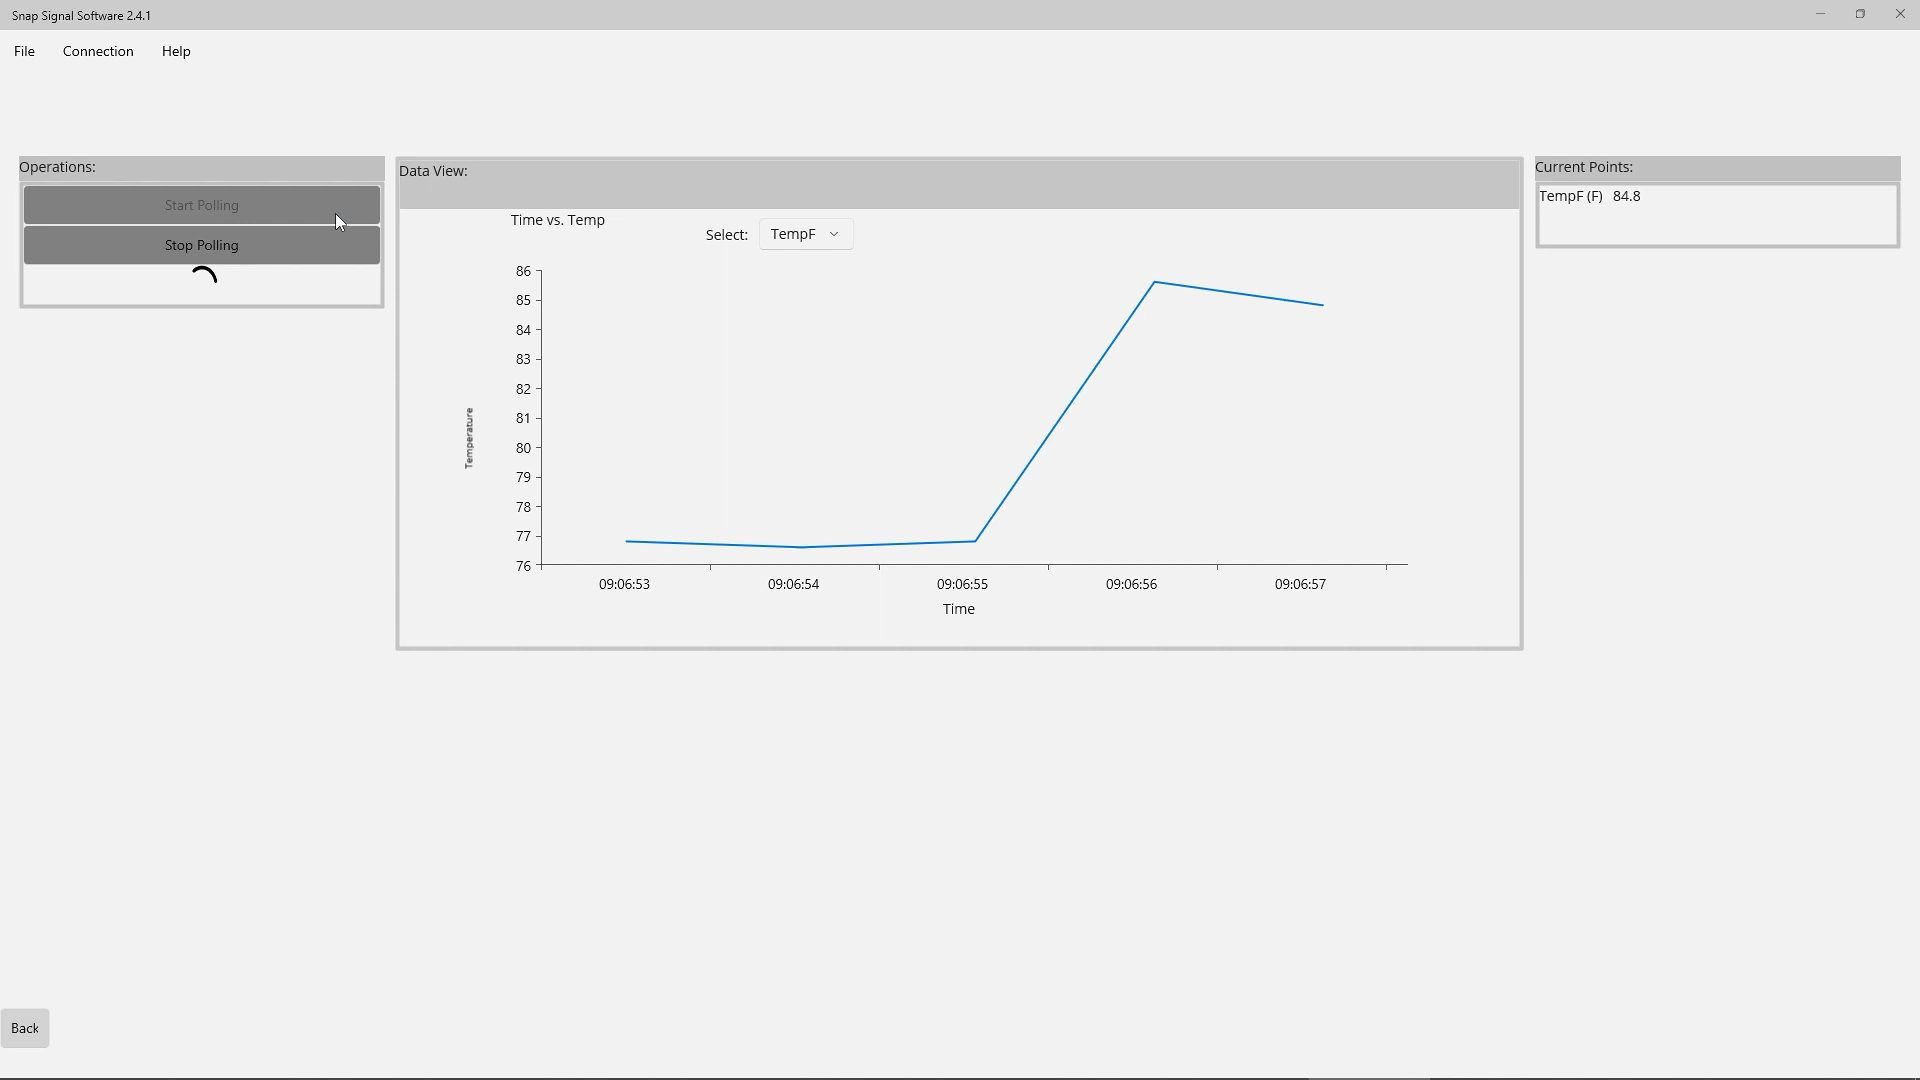 Snap Signal Software 2.4.1
File Connection Help
Operations:
Start Polling
Stop Polling
Data View:
Time vs. Temp
Select: TempF
86
85
84
83
82
81
80
79
78
77
76
Temperature
09:06:53 09:06:54 09:06:55 09:06:56 09:06:57
Time
Current Points:
TempF (F) 84.8
Back